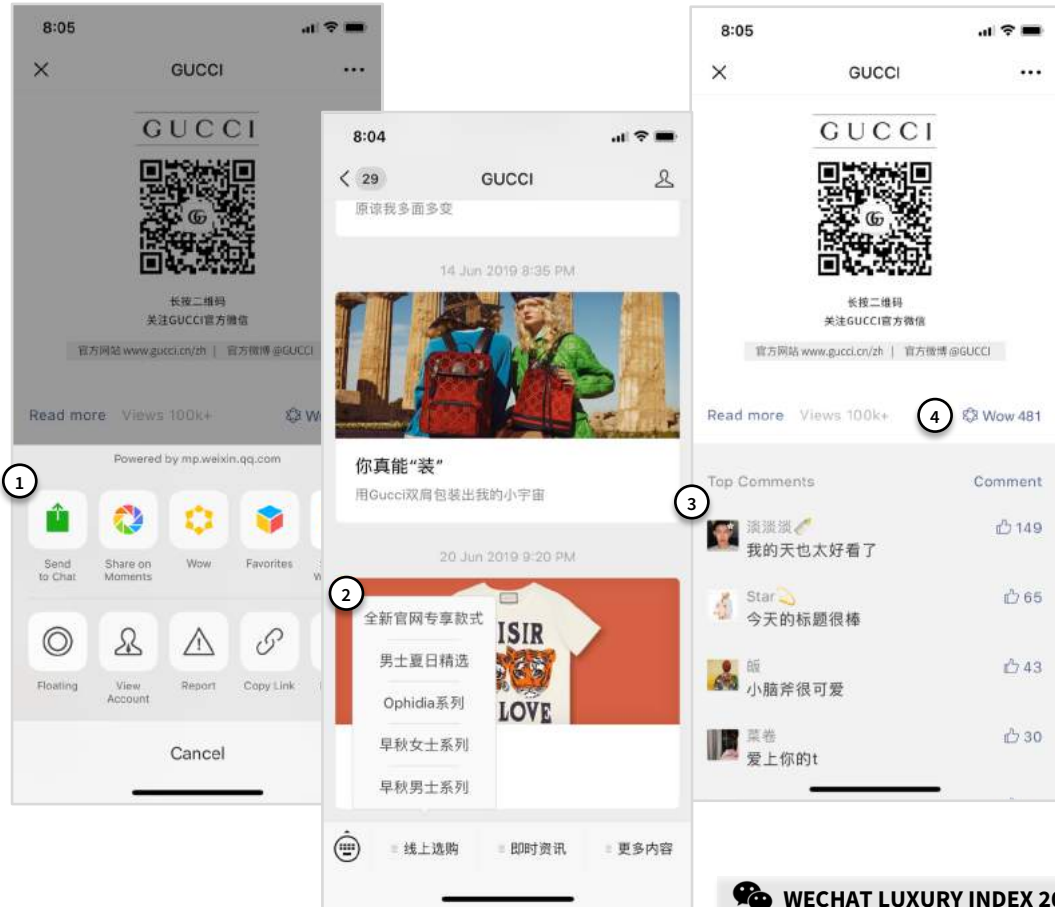 8:05
GUCCI
GUCCI
长按二维码
关注GUCCI官方微信
官方网站 www.gucci.cn/zh | 官方微博 @GUCCI
Read more Views 100k+
Powered by mp.weixin.qq.com
1
Send to Chat
Share on Moments
Wow
Favorites
Floating
View Account
Report
Copy Link
Cancel
8:04
29
GUCCI
原谅我多面多变
14 Jun 2019 8:35 PM
你真能“装”
用Gucci双肩包装出我的小宇宙
20 Jun 2019 9:20 PM
2
全新官网专享款式
男士夏日精选
Ophidia系列
早秋女士系列
早秋男士系列
LOVE
线上选购
即时资讯
更多内容
8:05
GUCCI
GUCCI
长按二维码
关注GUCCI官方微信
官方网站 www.gucci.cn/zh | 官方微博 @GUCCI
Read more Views 100k+ 4 Wow 481
Top Comments Comment
3
淡淡淡 149
我的天也太好看了
Star 65
今天的标题很棒
皈 43
小脑斧很可爱
菜卷 30
爱上你的t
WECHAT LUXURY INDEX